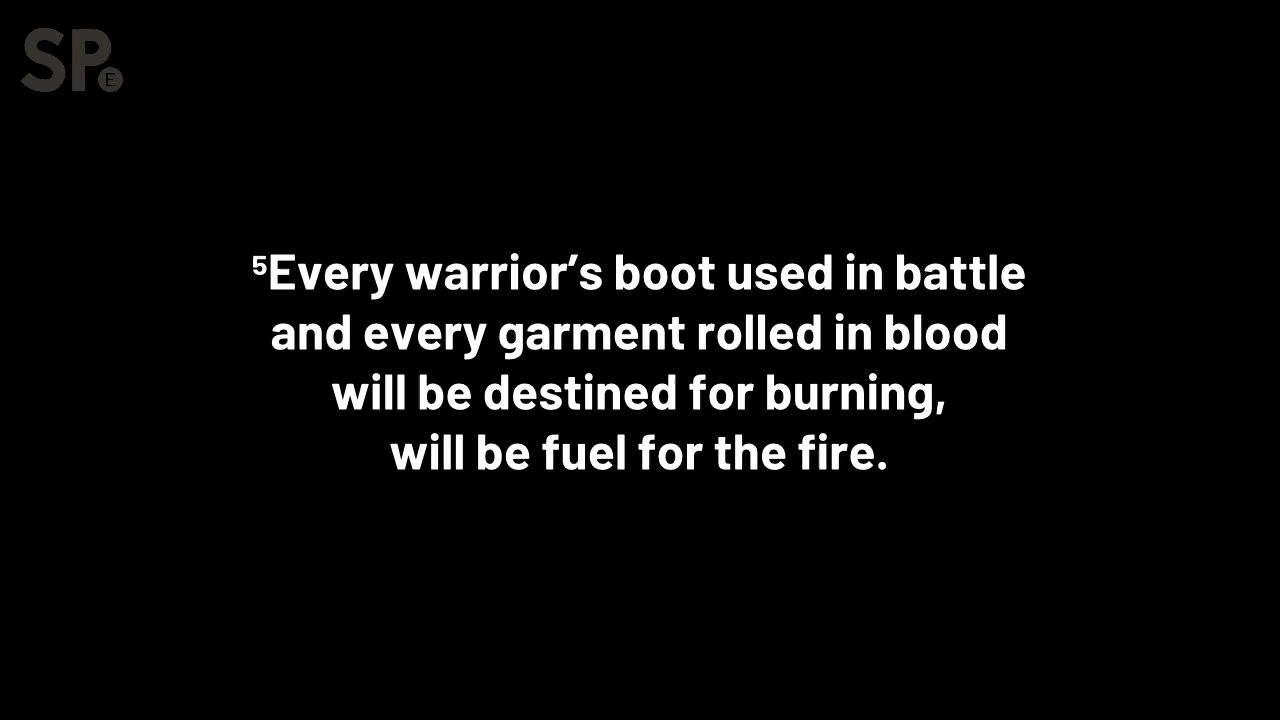 SP
E
⁵Every warrior’s boot used in battle
and every garment rolled in blood
will be destined for burning,
will be fuel for the fire.